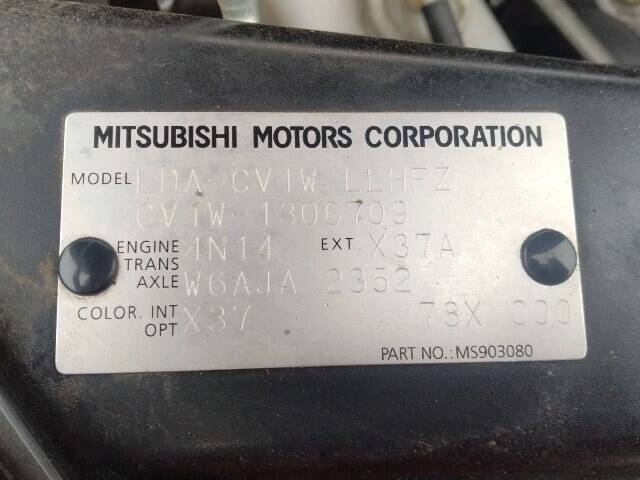 MITSUBISHI MOTORS CORPORATION
MODEL LDA-CV1W LLHFZ
CV1W-1306709
ENGINE 4N14 EXT X37A
TRANS AXLE W6AJA 2352
COLOR. INT OPT X37 78X C00
PART NO.:MS903080